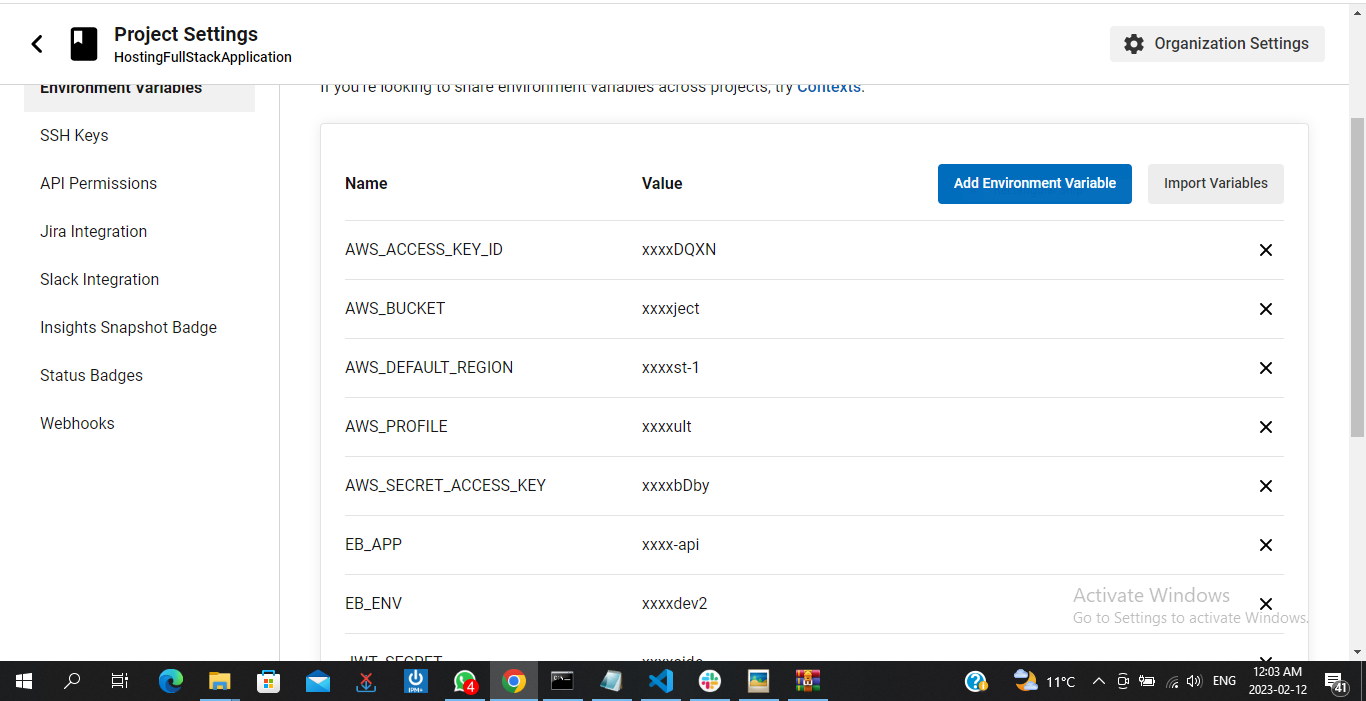 Project Settings
HostingFullStackApplication
Organization Settings
Environment Variables
SSH Keys
API Permissions
Jira Integration
Slack Integration
Insights Snapshot Badge
Status Badges
Webhooks
If you're looking to share environment variables across projects, try Contexts.
Name Value Add Environment Variable Import Variables
AWS_ACCESS_KEY_ID xxxxDQXN
AWS_BUCKET xxxxject
AWS_DEFAULT_REGION xxxxst-1
AWS_PROFILE xxxxult
AWS_SECRET_ACCESS_KEY xxxxbDby
EB_APP xxxx-api
EB_ENV xxxxdev2
JWT_SECRET
Activate Windows
Go to Settings to activate Windows.
IPM+
4
11°C
ENG
12:03 AM
2023-02-12
41